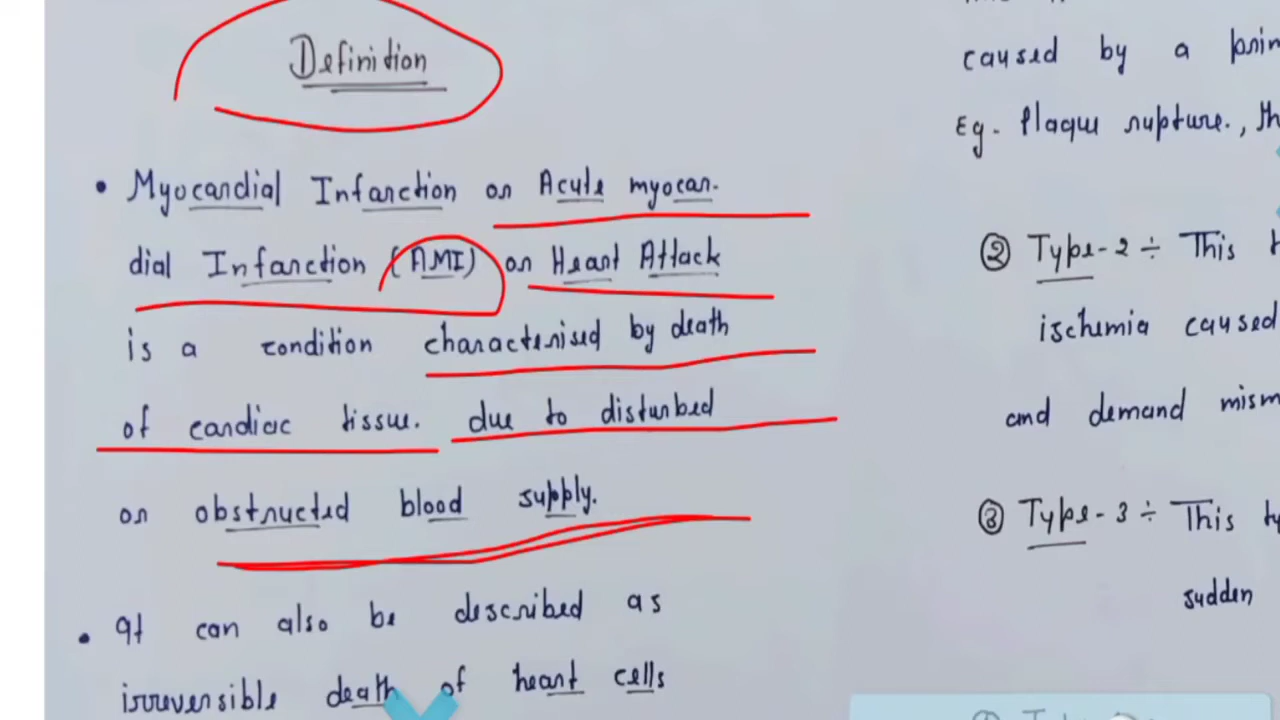 Definition
• Myocardial Infarction or Acute myocar.
dial Infarction (AMI) or Heart Attack
is a condition characterised by death
of cardiac tissue. due to disturbed
or obstructed blood supply.
• It can also be described as
irreversible death of heart cells
caused by a
Eg. Plaque rupture.,
② Type-2 ÷ This
ischemia caused
and demand
③ Type-3 ÷ This
sudden